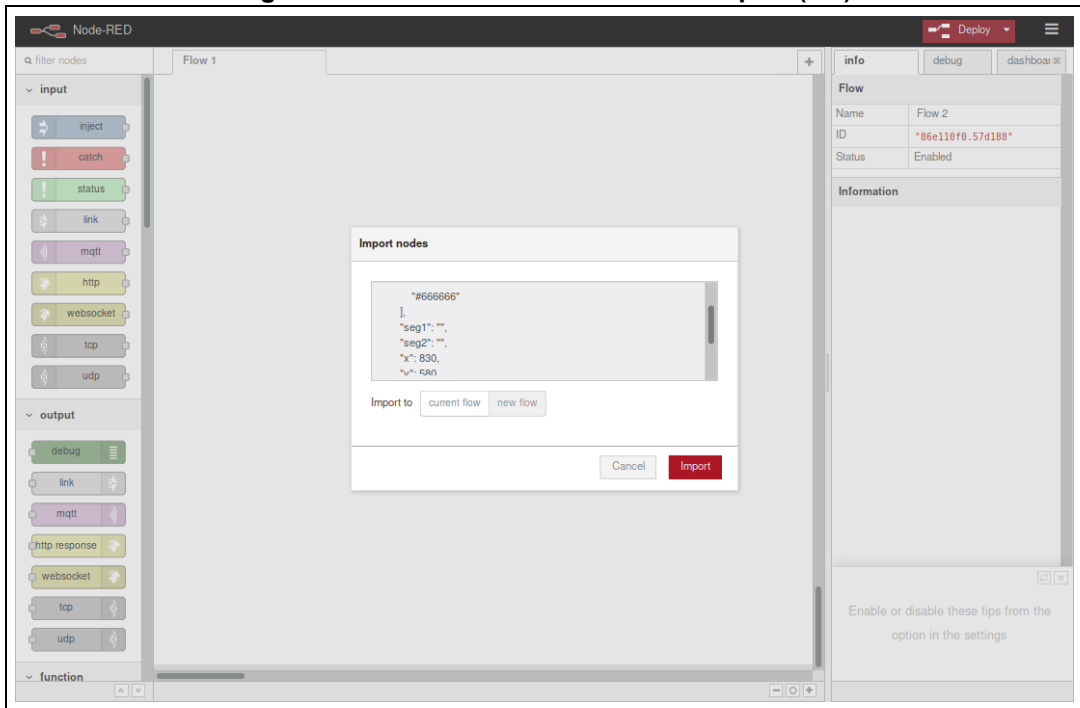 Node-RED
Deploy
filter nodes
Flow 1
info
debug
dashboar
input
inject
catch
status
link
mqtt
http
websocket
tcp
udp
output
debug
link
mqtt
http response
websocket
tcp
udp
function
Import nodes
"#666666"
],
"seg1": "",
"seg2": "",
"x": 830,
"y": 580
Import to
current flow
new flow
Cancel
Import
Flow
Name
Flow 2
ID
"86e110f0.57d188"
Status
Enabled
Information
Enable or disable these tips from the
option in the settings